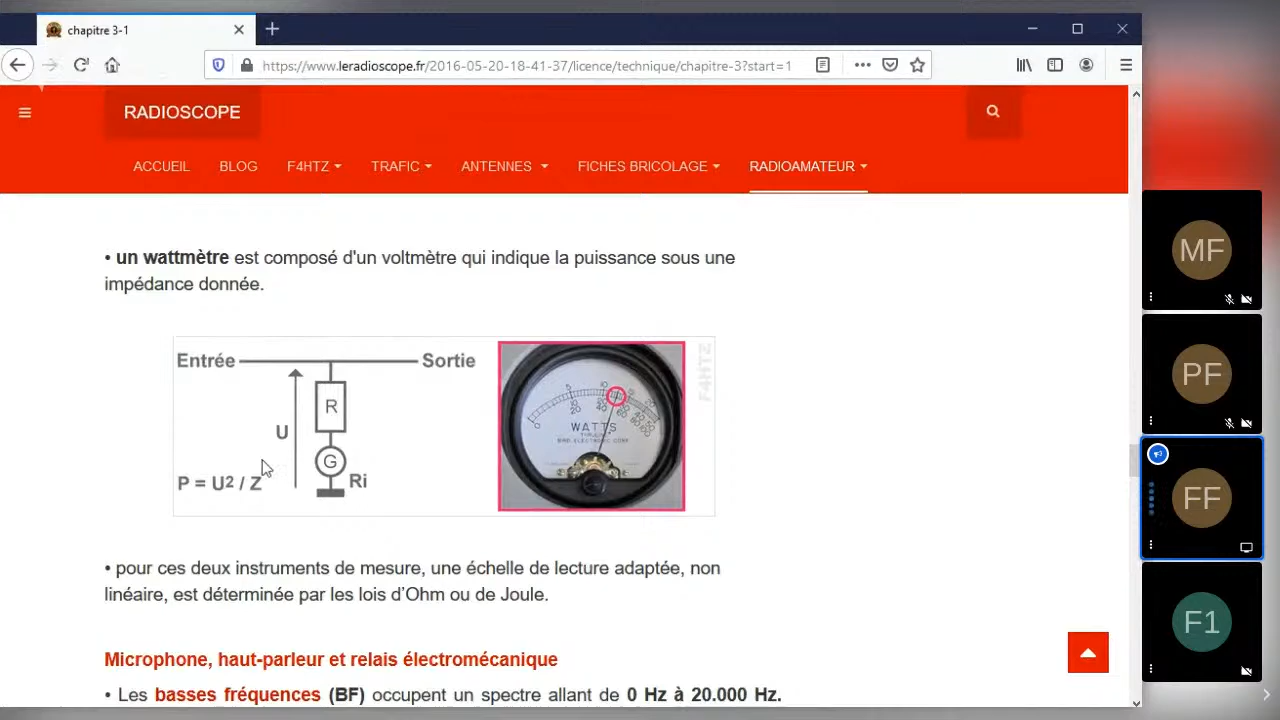 chapitre 3-1
https://www.leradioscope.fr/2016-05-20-18-41-37/licence/technique/chapitre-3?start=1
RADIOSCOPE
ACCUEIL BLOG F4HTZ TRAFIC ANTENNES FICHES BRICOLAGE RADIOAMATEUR
• un wattmètre est composé d'un voltmètre qui indique la puissance sous une
impédance donnée.
Entrée Sortie
R
U
G
P = U2 / Z
Ri
WATTS
F4HTZ
• pour ces deux instruments de mesure, une échelle de lecture adaptée, non
linéaire, est déterminée par les lois d’Ohm ou de Joule.
Microphone, haut-parleur et relais électromécanique
• Les basses fréquences (BF) occupent un spectre allant de 0 Hz à 20.000 Hz.
MF
PF
FF
F1